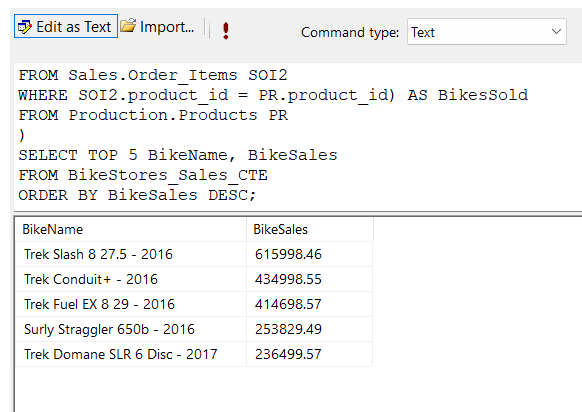 Edit as Text Import... ! Command type: Text
FROM Sales.Order_Items SOI2
WHERE SOI2.product_id = PR.product_id) AS BikesSold
FROM Production.Products PR
)
SELECT TOP 5 BikeName, BikeSales
FROM BikeStores_Sales_CTE
ORDER BY BikeSales DESC;
BikeName BikeSales
Trek Slash 8 27.5 - 2016 615998.46
Trek Conduit+ - 2016 434998.55
Trek Fuel EX 8 29 - 2016 414698.57
Surly Straggler 650b - 2016 253829.49
Trek Domane SLR 6 Disc - 2017 236499.57